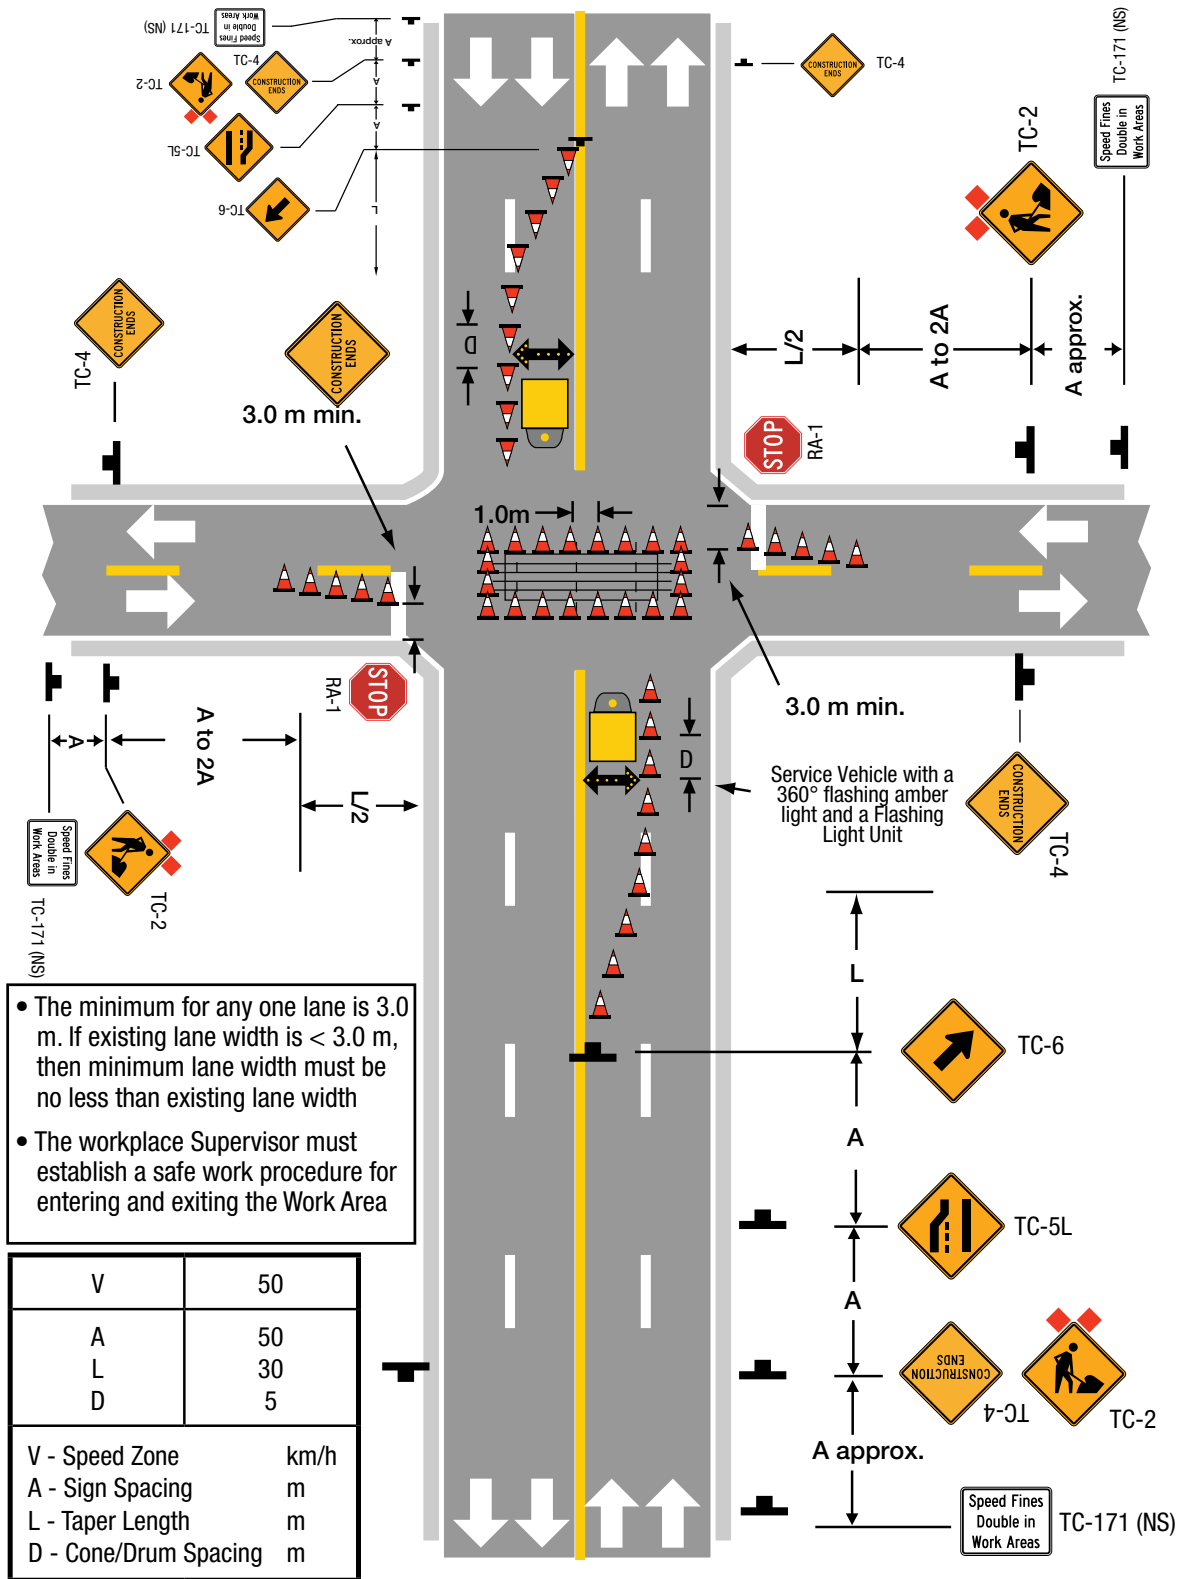 TC-171 (NS)
Speed Fines
Double in
Work Areas
A approx.
TC-4
CONSTRUCTION
ENDS
TC-2
A
TC-5L
A
TC-6
L
CONSTRUCTION
ENDS
TC-4
TC-171 (NS)
Speed Fines
Double in
Work Areas
TC-2
CONSTRUCTION
ENDS
TC-4
CONSTRUCTION
ENDS
3.0 m min.
D
L/2
A to 2A
A approx.
STOP
RA-1
1.0m
STOP
RA-1
A
A to 2A
L/2
Speed Fines
Double in
Work Areas
TC-171 (NS)
TC-2
3.0 m min.
D
Service Vehicle with a
360° flashing amber
light and a Flashing
Light Unit
CONSTRUCTION
ENDS
TC-4
L
TC-6
A
TC-5L
A
CONSTRUCTION
ENDS
TC-4
TC-2
A approx.
Speed Fines
Double in
Work Areas
TC-171 (NS)
• The minimum for any one lane is 3.0
m. If existing lane width is < 3.0 m,
then minimum lane width must be
no less than existing lane width
• The workplace Supervisor must
establish a safe work procedure for
entering and exiting the Work Area
V 50
A 50
L 30
D 5
V - Speed Zone km/h
A - Sign Spacing m
L - Taper Length m
D - Cone/Drum Spacing m